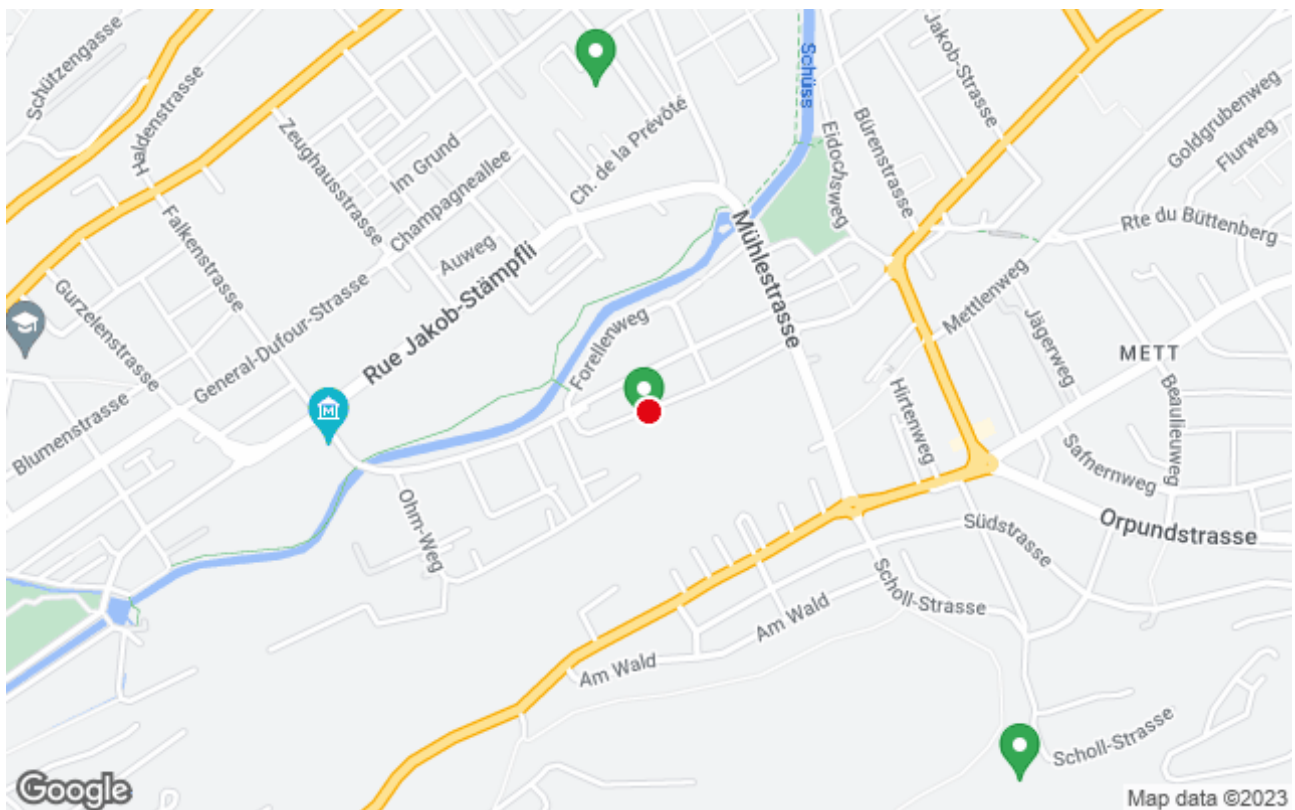 Schützengasse
Haldenstrasse
Zeughausstrasse
Im Grund
Champagneallee
Ch. de la Prévôté
Schüss
Eidochsweg
Bürenstrasse
Jakob-Strasse
Goldgrubenweg
Flurweg
Rte du Büttenberg
Falkenstrasse
Auweg
Mühlestrasse
Gurzelenstrasse
General-Dufour-Strasse
Rue Jakob-Stämpfli
Forellenweg
Mettlenweg
Jägerweg
METT
Blumenstrasse
Hirtenweg
Beaulieuweg
Safnernweg
Ohm-Weg
Südstrasse
Orpundstrasse
Scholl-Strasse
Am Wald
Am Wald
Scholl-Strasse
M
Google
Map data ©2023